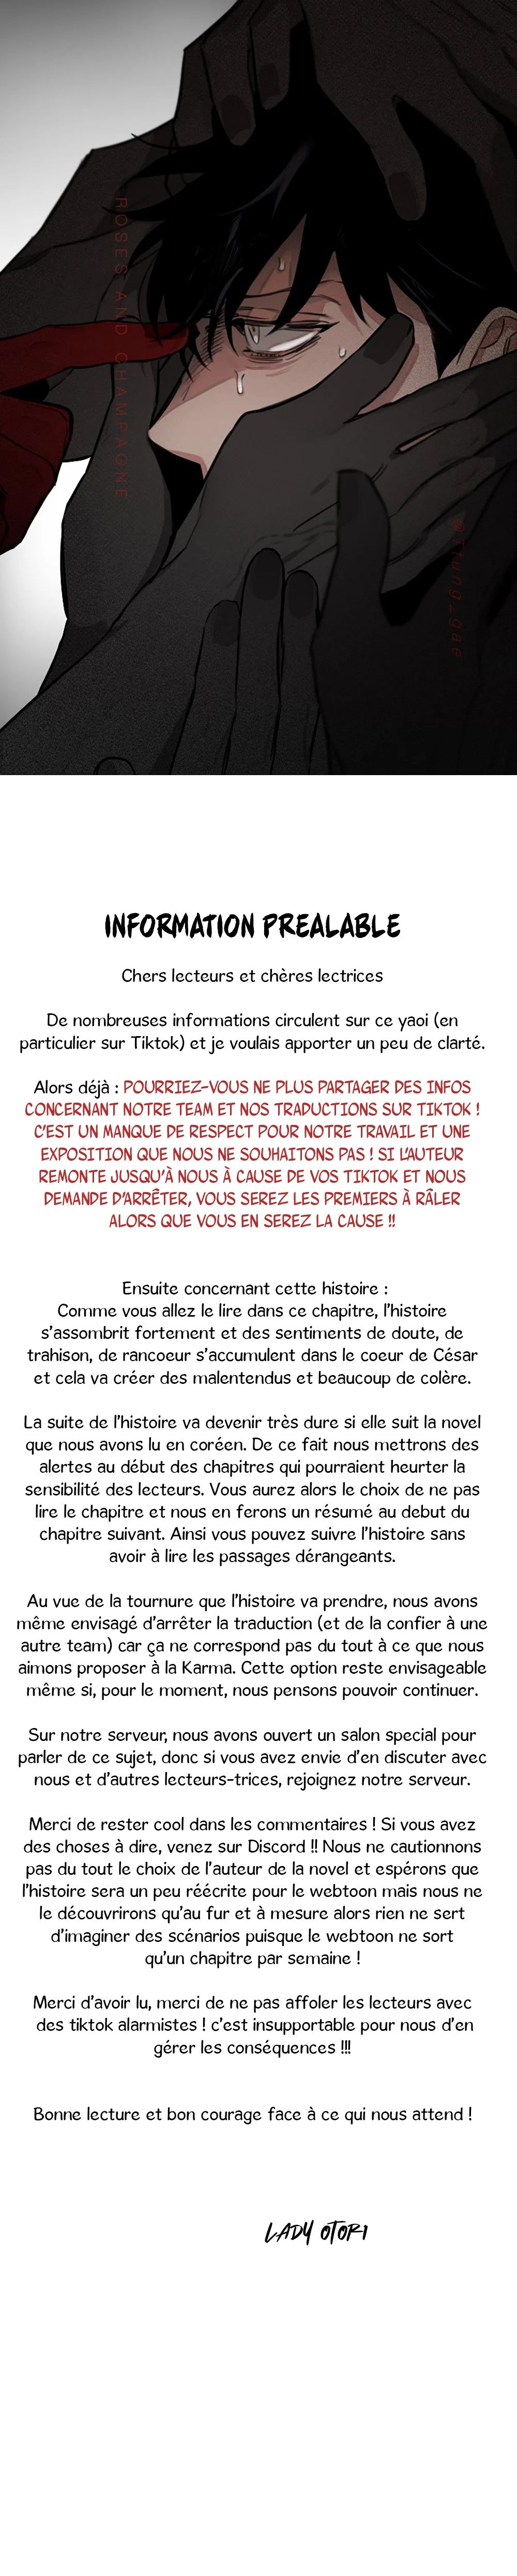 ROSES AND CHAMPAGNE
INFORMATION PREALABLE
Chers lecteurs et chères lectrices
De nombreuses informations circulent sur ce yaoi (en
particulier sur Tiktok) et je voulais apporter un peu de clarté.
Alors déjà : POURRIEZ-VOUS NE PLUS PARTAGER DES INFOS
CONCERNANT NOTRE TEAM ET NOS TRADUCTIONS SUR TIKTOK !
C'EST UN MANQUE DE RESPECT POUR NOTRE TRAVAIL ET UNE
EXPOSITION QUE NOUS NE SOUHAITONS PAS ! SI L'AUTEUR
REMONTE JUSQU'À NOUS À CAUSE DE VOS TIKTOK ET NOUS
DEMANDE D'ARRÊTER, VOUS SEREZ LES PREMIERS À RÂLER
ALORS QUE VOUS EN SEREZ LA CAUSE !!
Ensuite concernant cette histoire :
Comme vous allez le lire dans ce chapitre, l'histoire
s'assombrit fortement et des sentiments de doute, de
trahison, de rancoeur s'accumulent dans le coeur de César
et cela va créer des malentendus et beaucoup de colère.
La suite de l'histoire va devenir très dure si elle suit la novel
que nous avons lu en coréen. De ce fait nous mettrons des
alertes au début des chapitres qui pourraient heurter la
sensibilité des lecteurs. Vous aurez alors le choix de ne pas
lire le chapitre et nous en ferons un résumé au debut du
chapitre suivant. Ainsi vous pouvez suivre l'histoire sans
avoir à lire les passages dérangeants.
Au vue de la tournure que l'histoire va prendre, nous avons
même envisagé d'arrêter la traduction (et de la confier à une
autre team) car ça ne correspond pas du tout à ce que nous
aimons proposer à la Karma. Cette option reste envisageable
même si, pour le moment, nous pensons pouvoir continuer.
Sur notre serveur, nous avons ouvert un salon special pour
parler de ce sujet, donc si vous avez envie d'en discuter avec
nous et d'autres lecteurs-trices, rejoignez notre serveur.
Merci de rester cool dans les commentaires ! Si vous avez
des choses à dire, venez sur Discord !! Nous ne cautionnons
pas du tout le choix de l'auteur de la novel et espérons que
l'histoire sera un peu réécrite pour le webtoon mais nous ne
le découvrirons qu'au fur et à mesure alors rien ne sert
d'imaginer des scénarios puisque le webtoon ne sort
qu'un chapitre par semaine !
Merci d'avoir lu, merci de ne pas affoler les lecteurs avec
des tiktok alarmistes ! c'est insupportable pour nous d'en
gérer les conséquences !!!
Bonne lecture et bon courage face à ce qui nous attend !
LADY OTORI